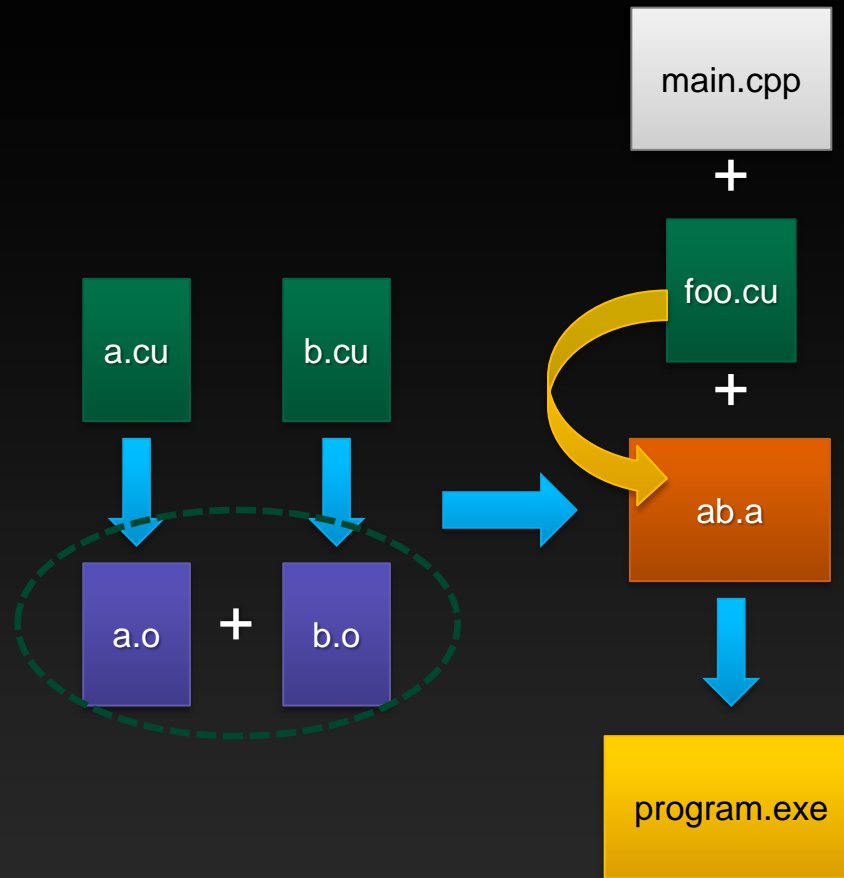 main.cpp
+
foo.cu
+
a.cu
b.cu
ab.a
a.o
+
b.o
program.exe